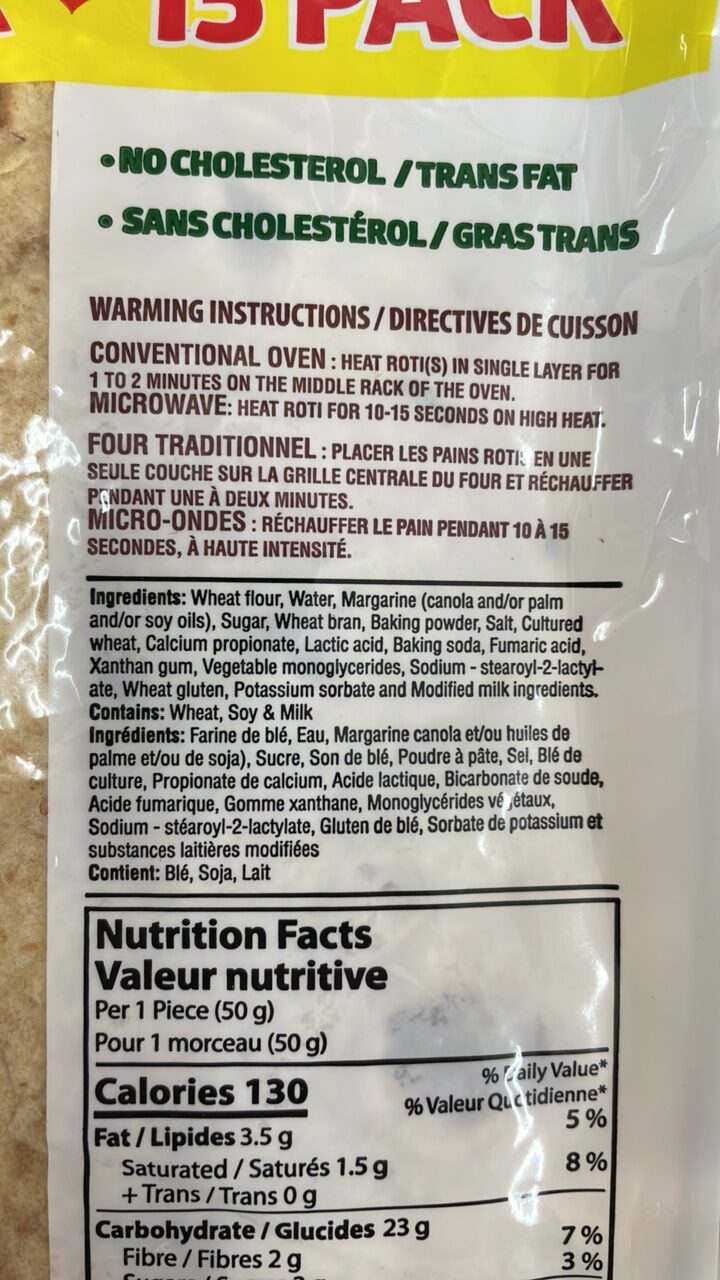 15 PACK
• NO CHOLESTEROL / TRANS FAT
• SANS CHOLESTÉROL / GRAS TRANS
WARMING INSTRUCTIONS / DIRECTIVES DE CUISSON
CONVENTIONAL OVEN : HEAT ROTI(S) IN SINGLE LAYER FOR
1 TO 2 MINUTES ON THE MIDDLE RACK OF THE OVEN.
MICROWAVE: HEAT ROTI FOR 10-15 SECONDS ON HIGH HEAT.
FOUR TRADITIONNEL : PLACER LES PAINS ROTIS EN UNE
SEULE COUCHE SUR LA GRILLE CENTRALE DU FOUR ET RÉCHAUFFER
PENDANT UNE À DEUX MINUTES.
MICRO-ONDES : RÉCHAUFFER LE PAIN PENDANT 10 À 15
SECONDES, À HAUTE INTENSITÉ.
Ingredients: Wheat flour, Water, Margarine (canola and/or palm
and/or soy oils), Sugar, Wheat bran, Baking powder, Salt, Cultured
wheat, Calcium propionate, Lactic acid, Baking soda, Fumaric acid,
Xanthan gum, Vegetable monoglycerides, Sodium - stearoyl-2-lactyl-
ate, Wheat gluten, Potassium sorbate and Modified milk ingredients.
Contains: Wheat, Soy & Milk
Ingrédients: Farine de blé, Eau, Margarine canola et/ou huiles de
palme et/ou de soja), Sucre, Son de blé, Poudre à pâte, Sel, Blé de
culture, Propionate de calcium, Acide lactique, Bicarbonate de soude,
Acide fumarique, Gomme xanthane, Monoglycérides végétaux,
Sodium - stéaroyl-2-lactylate, Gluten de blé, Sorbate de potassium et
substances laitières modifiées
Contient: Blé, Soja, Lait
Nutrition Facts
Valeur nutritive
Per 1 Piece (50 g)
Pour 1 morceau (50 g)
% Daily Value*
Calories 130
% Valeur Quotidienne*
Fat / Lipides 3.5 g 5 %
Saturated / Saturés 1.5 g 8 %
+ Trans / Trans 0 g
Carbohydrate / Glucides 23 g 7 %
Fibre / Fibres 2 g 3 %